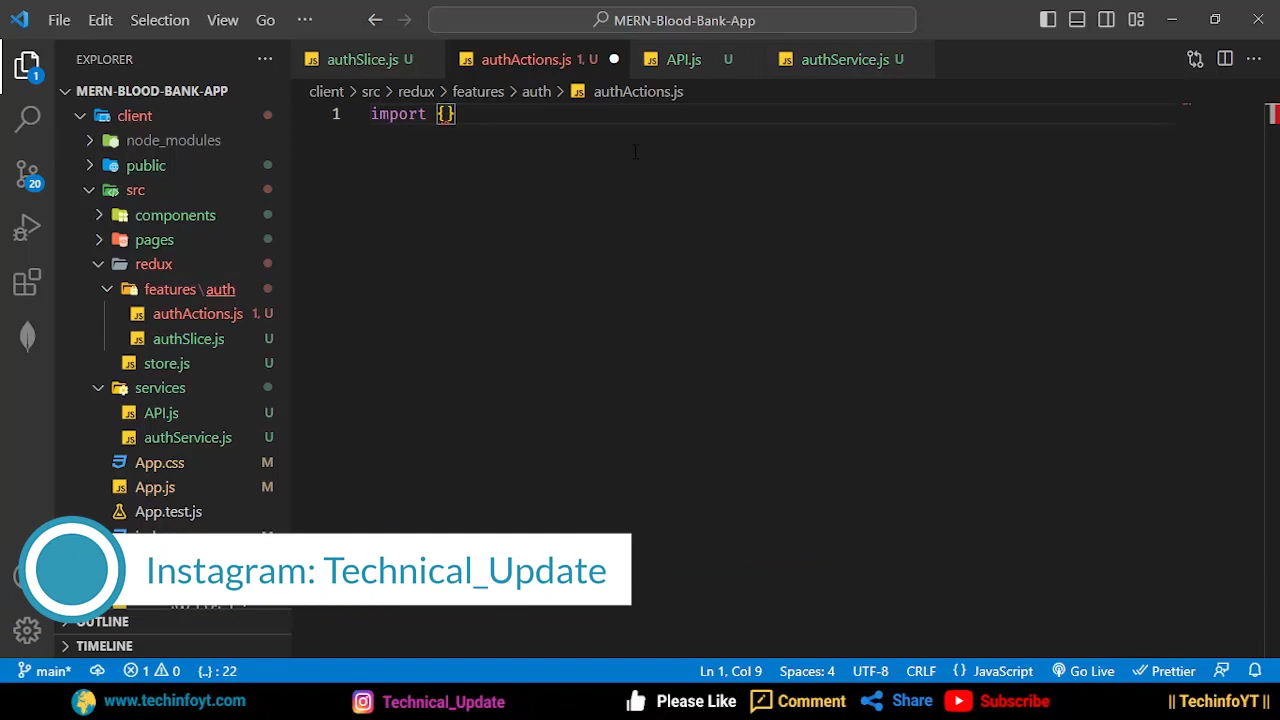 File Edit Selection View Go ··· MERN-Blood-Bank-App
EXPLORER ···
authSlice.js U authActions.js 1, U API.js U authService.js U
client > src > redux > features > auth > authActions.js
1 import {}
MERN-BLOOD-BANK-APP
client
node_modules
public
src
components
pages
redux
features\auth
authActions.js 1, U
authSlice.js U
store.js U
services
API.js U
authService.js U
App.css M
App.js M
App.test.js
1
20
Instagram: Technical_Update
OUTLINE
TIMELINE
main* 1 0 {..} : 22 Ln 1, Col 9 Spaces: 4 UTF-8 CRLF {} JavaScript Go Live Prettier
www.techinfoyt.com Technical_Update Please Like Comment Share Subscribe || TechinfoYT ||